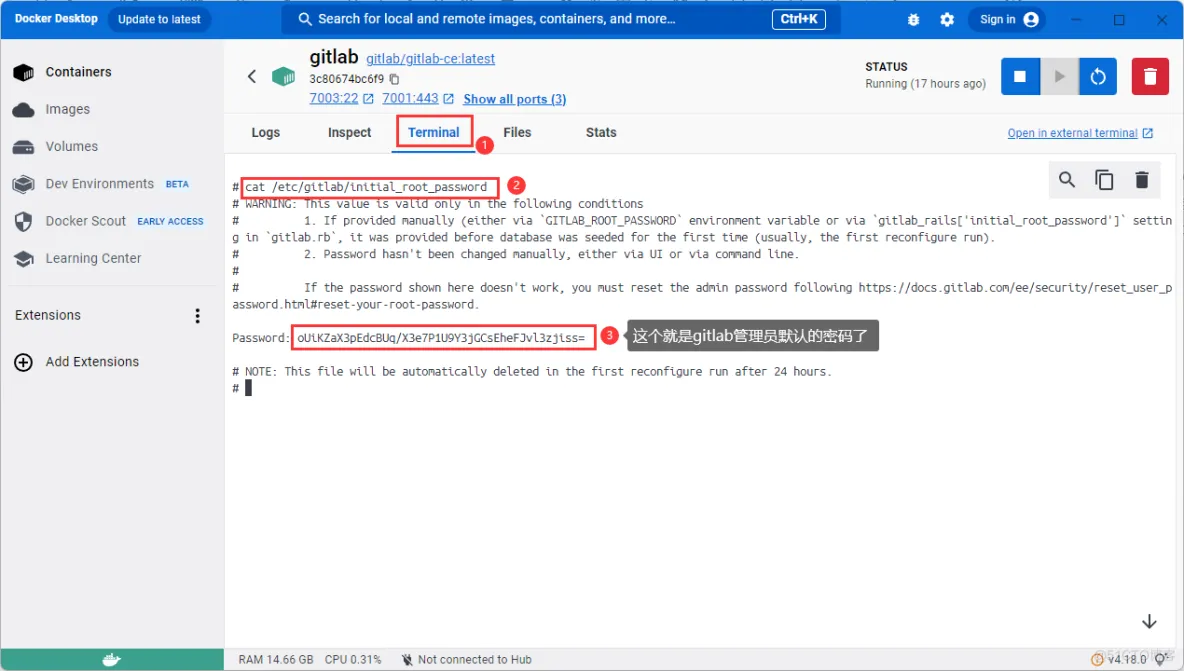 Docker Desktop
Update to latest
Search for local and remote images, containers, and more...
Ctrl+K
Sign in
Containers
Images
Volumes
Dev Environments BETA
Docker Scout EARLY ACCESS
Learning Center
Extensions
Add Extensions
gitlab gitlab/gitlab-ce:latest
3c80674bc6f9
7003:22 7001:443 Show all ports (3)
STATUS
Running (17 hours ago)
Logs Inspect Terminal Files Stats
1
Open in external terminal
# cat /etc/gitlab/initial_root_password
2
# WARNING: This value is valid only in the following conditions
# 1. If provided manually (either via `GITLAB_ROOT_PASSWORD` environment variable or via `gitlab_rails['initial_root_password']` settin
g in `gitlab.rb`, it was provided before database was seeded for the first time (usually, the first reconfigure run).
# 2. Password hasn't been changed manually, either via UI or via command line.
#
# If the password shown here doesn't work, you must reset the admin password following https://docs.gitlab.com/ee/security/reset_user_p
assword.html#reset-your-root-password.
Password: oUiKZaX3pEdcBUq/X3e7P1U9Y3jGCsEheFJvl3zjiss=
3
这个就是gitlab管理员默认的密码了
# NOTE: This file will be automatically deleted in the first reconfigure run after 24 hours.
#
RAM 14.66 GB CPU 0.31% Not connected to Hub
v4.18.0